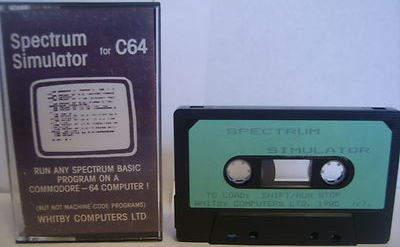 Spectrum
Simulator for C64
RUN ANY SPECTRUM BASIC
PROGRAM ON A
COMMODORE-64 COMPUTER!
(BUT NOT MACHINE CODE PROGRAMS)
WHITBY COMPUTERS LTD
SPECTRUM
SIMULATOR
TO LOAD, SHIFT/RUN STOP
WHITBY COMPUTERS LTD. 1985